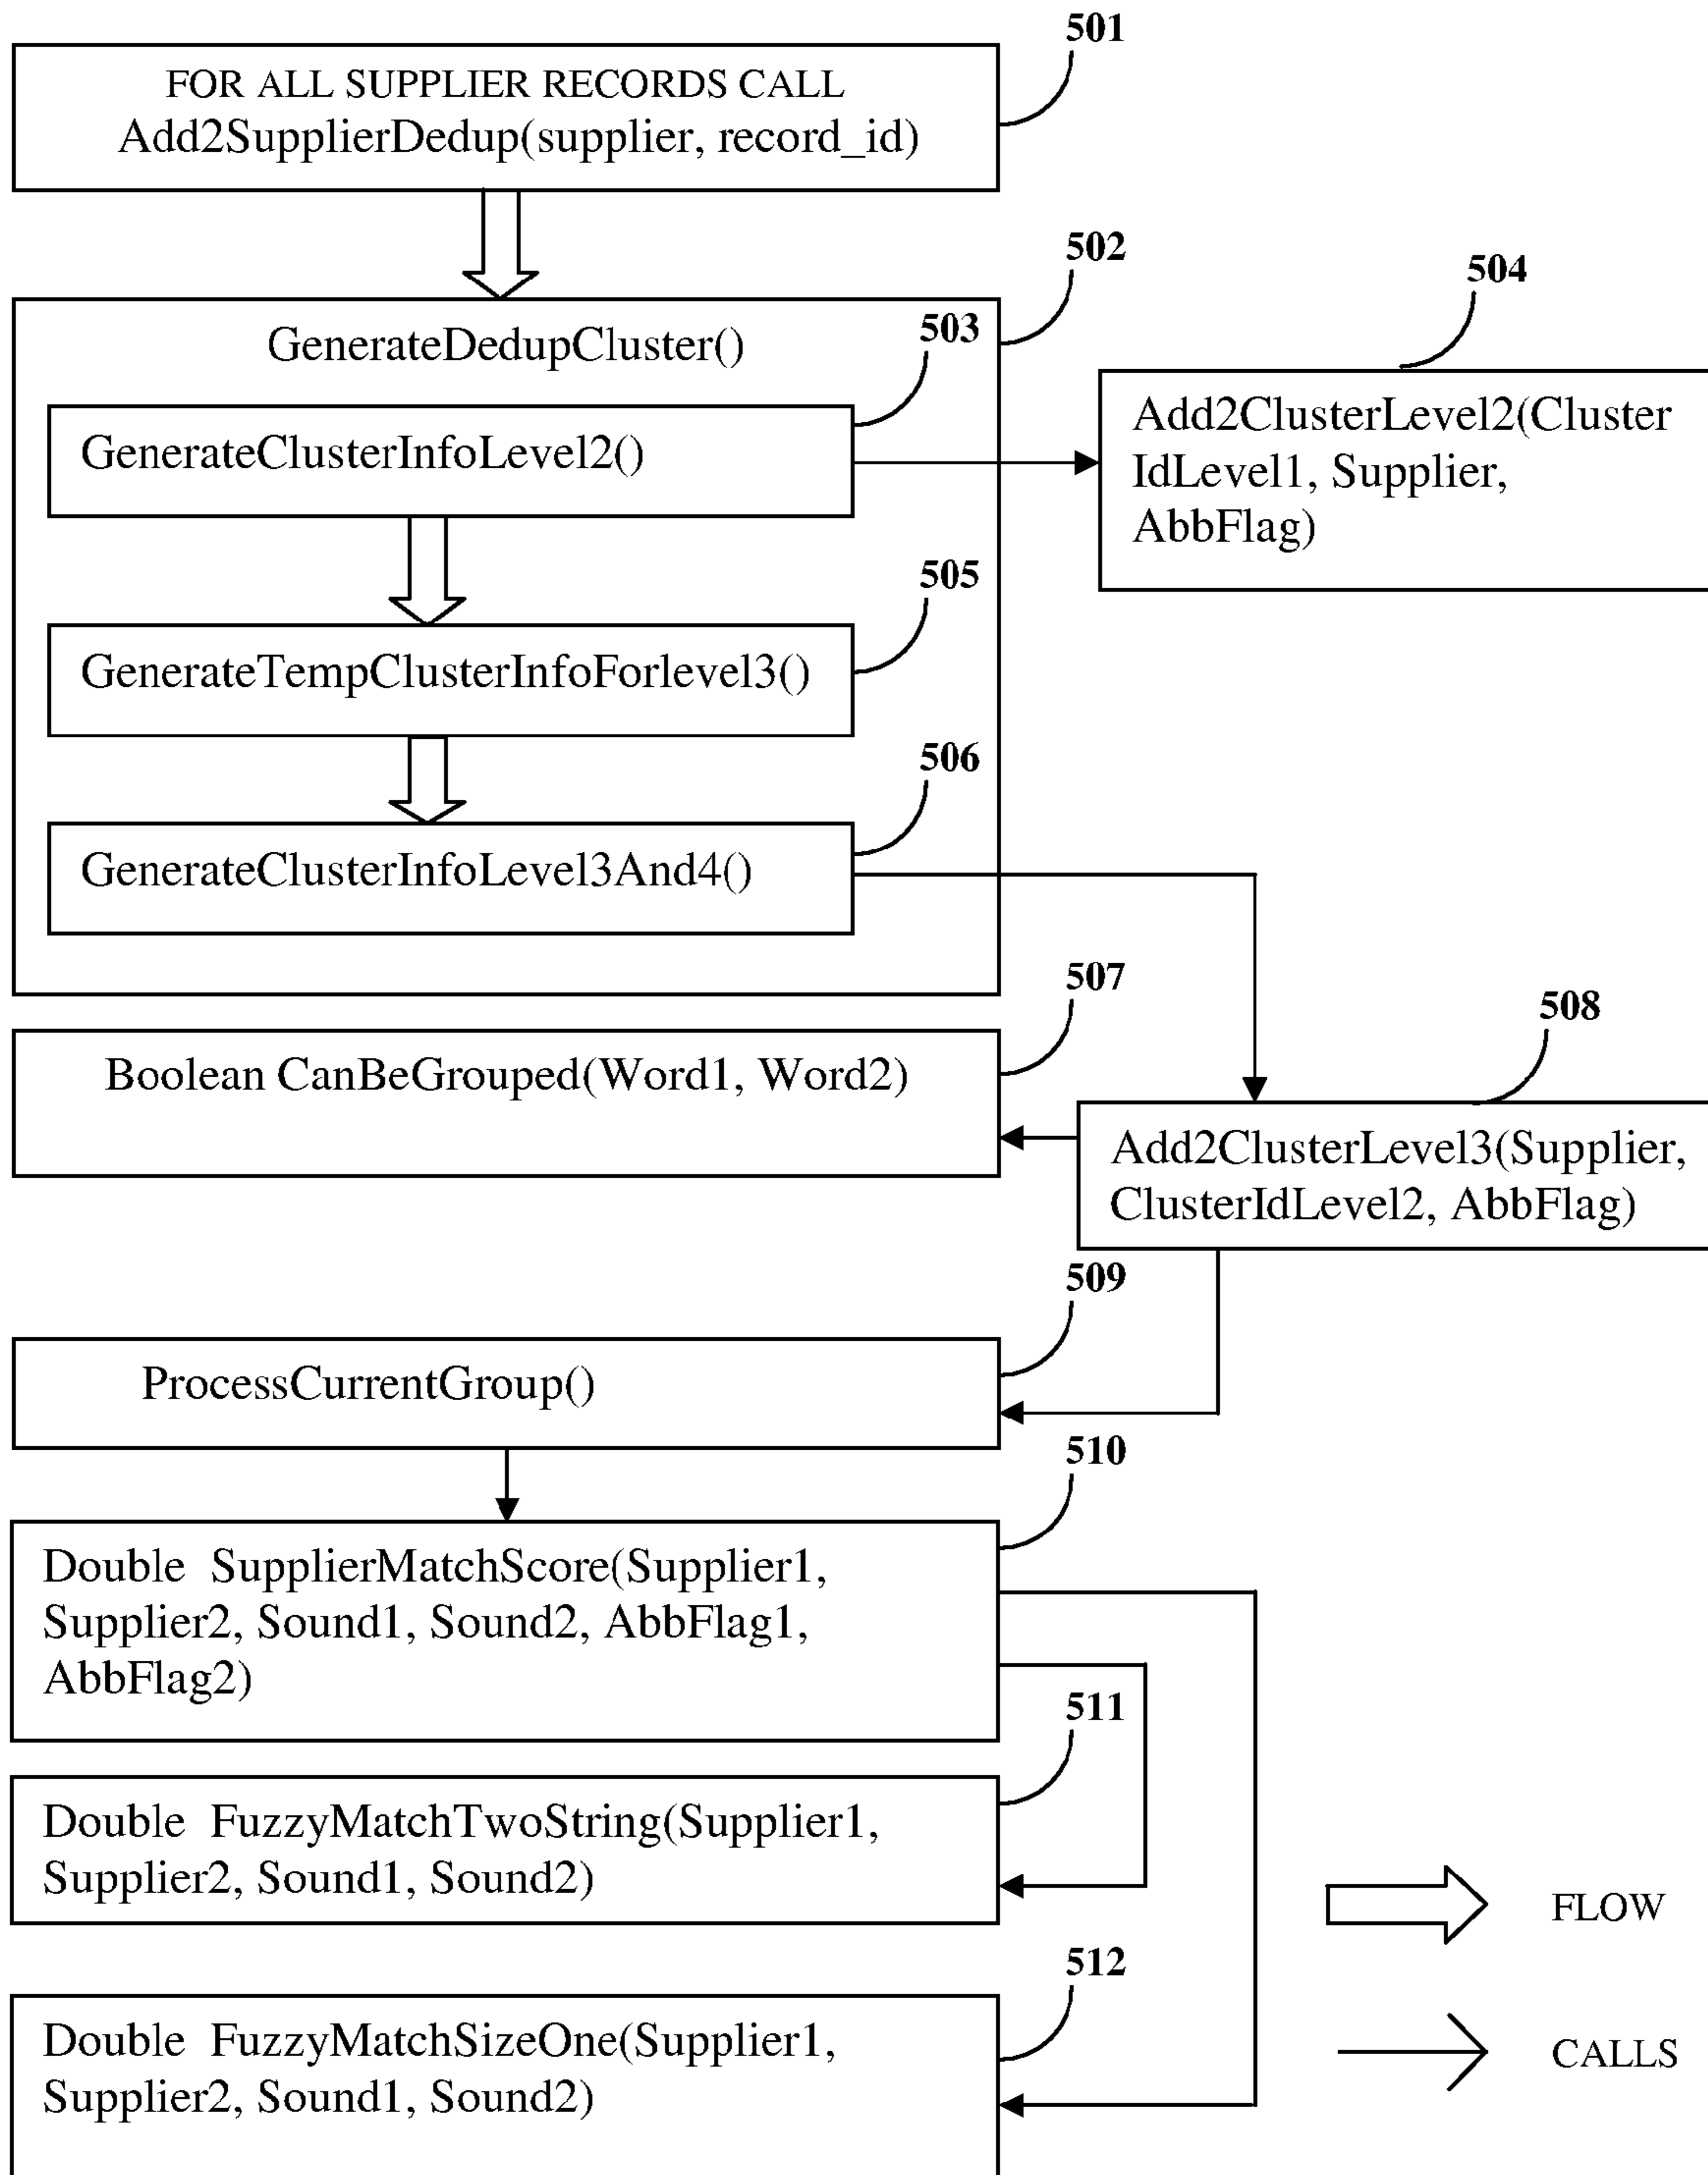 501
FOR ALL SUPPLIER RECORDS CALL
Add2SupplierDedup(supplier, record_id)
502
504
503
GenerateDedupCluster()
Add2ClusterLevel2(Cluster
IdLevel1, Supplier,
AbbFlag)
GenerateClusterInfoLevel2()
505
GenerateTempClusterInfoForlevel3()
506
GenerateClusterInfoLevel3And4()
507
508
Boolean CanBeGrouped(Word1, Word2)
Add2ClusterLevel3(Supplier,
ClusterIdLevel2, AbbFlag)
509
ProcessCurrentGroup()
510
Double SupplierMatchScore(Supplier1,
Supplier2, Sound1, Sound2, AbbFlag1,
AbbFlag2)
511
Double FuzzyMatchTwoString(Supplier1,
Supplier2, Sound1, Sound2)
FLOW
512
Double FuzzyMatchSizeOne(Supplier1,
Supplier2, Sound1, Sound2)
CALLS